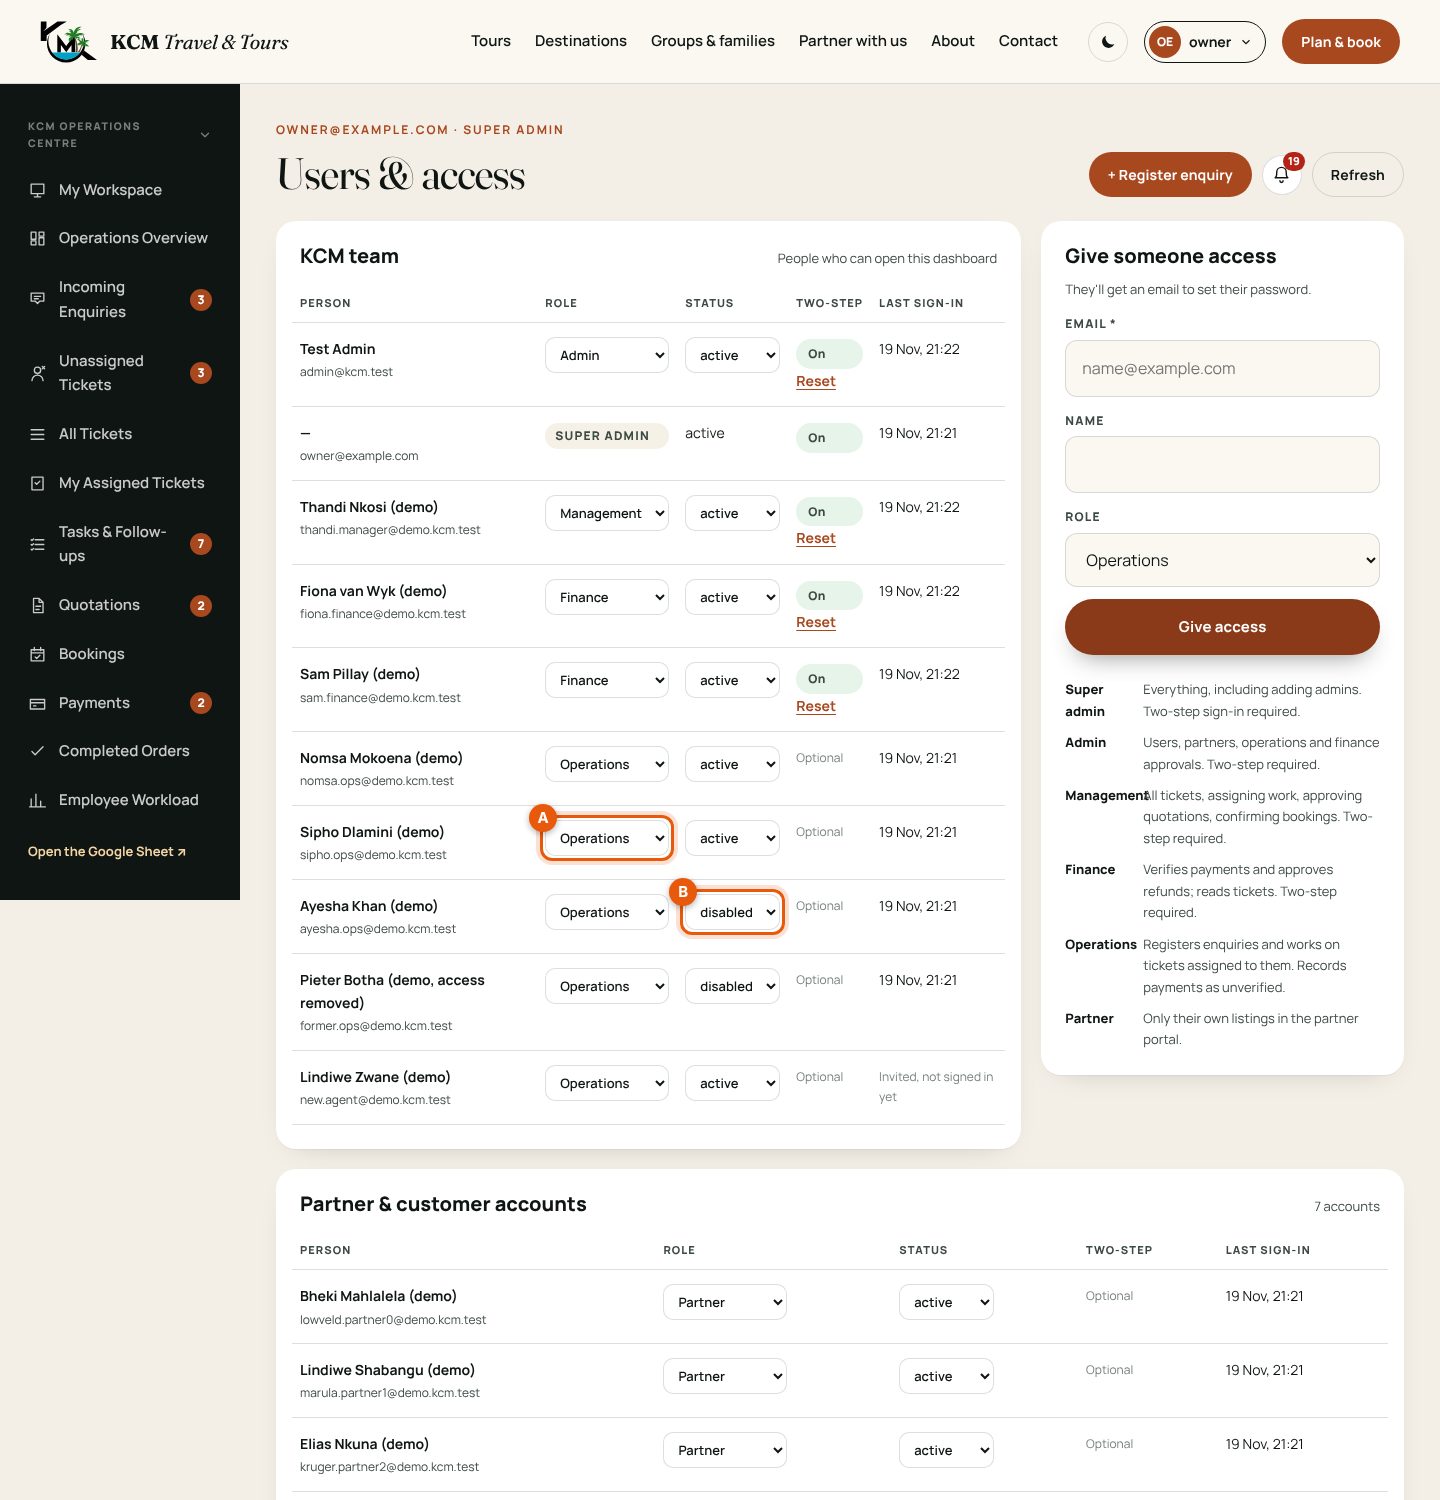 KCM Travel & Tours
Tours
Destinations
Groups & families
Partner with us
About
Contact
OE
owner
Plan & book
KCM OPERATIONS
CENTRE
My Workspace
Operations Overview
Incoming
Enquiries
3
Unassigned
Tickets
3
All Tickets
My Assigned Tickets
Tasks & Follow-
ups
7
Quotations
2
Bookings
Payments
2
Completed Orders
Employee Workload
Open the Google Sheet ↗
OWNER@EXAMPLE.COM · SUPER ADMIN
Users & access
+ Register enquiry
19
Refresh
KCM team
People who can open this dashboard
PERSON ROLE STATUS TWO-STEP LAST SIGN-IN
Test Admin
admin@kcm.test
Admin
active
On
Reset
19 Nov, 21:22
—
owner@example.com
SUPER ADMIN
active
On
19 Nov, 21:21
Thandi Nkosi (demo)
thandi.manager@demo.kcm.test
Management
active
On
Reset
19 Nov, 21:22
Fiona van Wyk (demo)
fiona.finance@demo.kcm.test
Finance
active
On
Reset
19 Nov, 21:22
Sam Pillay (demo)
sam.finance@demo.kcm.test
Finance
active
On
Reset
19 Nov, 21:22
Nomsa Mokoena (demo)
nomsa.ops@demo.kcm.test
Operations
active
Optional
19 Nov, 21:21
Sipho Dlamini (demo)
sipho.ops@demo.kcm.test
A
Operations
active
Optional
19 Nov, 21:21
Ayesha Khan (demo)
ayesha.ops@demo.kcm.test
Operations
B
disabled
Optional
19 Nov, 21:21
Pieter Botha (demo, access
removed)
former.ops@demo.kcm.test
Operations
disabled
Optional
19 Nov, 21:21
Lindiwe Zwane (demo)
new.agent@demo.kcm.test
Operations
active
Optional
Invited, not signed in
yet
Give someone access
They'll get an email to set their password.
EMAIL *
name@example.com
NAME
ROLE
Operations
Give access
Super
admin
Everything, including adding admins.
Two-step sign-in required.
Admin
Users, partners, operations and finance
approvals. Two-step required.
Management
All tickets, assigning work, approving
quotations, confirming bookings. Two-
step required.
Finance
Verifies payments and approves
refunds; reads tickets. Two-step
required.
Operations
Registers enquiries and works on
tickets assigned to them. Records
payments as unverified.
Partner
Only their own listings in the partner
portal.
Partner & customer accounts
7 accounts
PERSON ROLE STATUS TWO-STEP LAST SIGN-IN
Bheki Mahlalela (demo)
lowveld.partner0@demo.kcm.test
Partner
active
Optional
19 Nov, 21:21
Lindiwe Shabangu (demo)
marula.partner1@demo.kcm.test
Partner
active
Optional
19 Nov, 21:21
Elias Nkuna (demo)
kruger.partner2@demo.kcm.test
Partner
active
Optional
19 Nov, 21:21